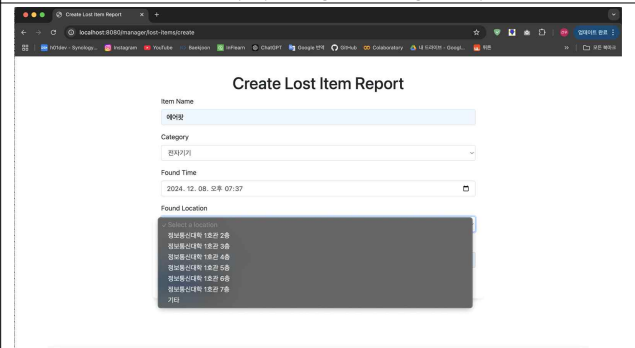 Create Lost Item Report
localhost:8080/manager/lost-items/create
업데이트 완료
h01dev - Synology... Instagram YouTube Baekjoon inFlearn ChatGPT Google 번역 GitHub Colaboratory 내 드라이브 - Googl... 위폰 » 모든 북마크
Create Lost Item Report
Item Name
에어팟
Category
전자기기
Found Time
2024. 12. 08. 오후 07:37
Found Location
Select a location
정보통신대학 1호관 2층
정보통신대학 1호관 3층
정보통신대학 1호관 4층
정보통신대학 1호관 5층
정보통신대학 1호관 6층
정보통신대학 1호관 7층
기타